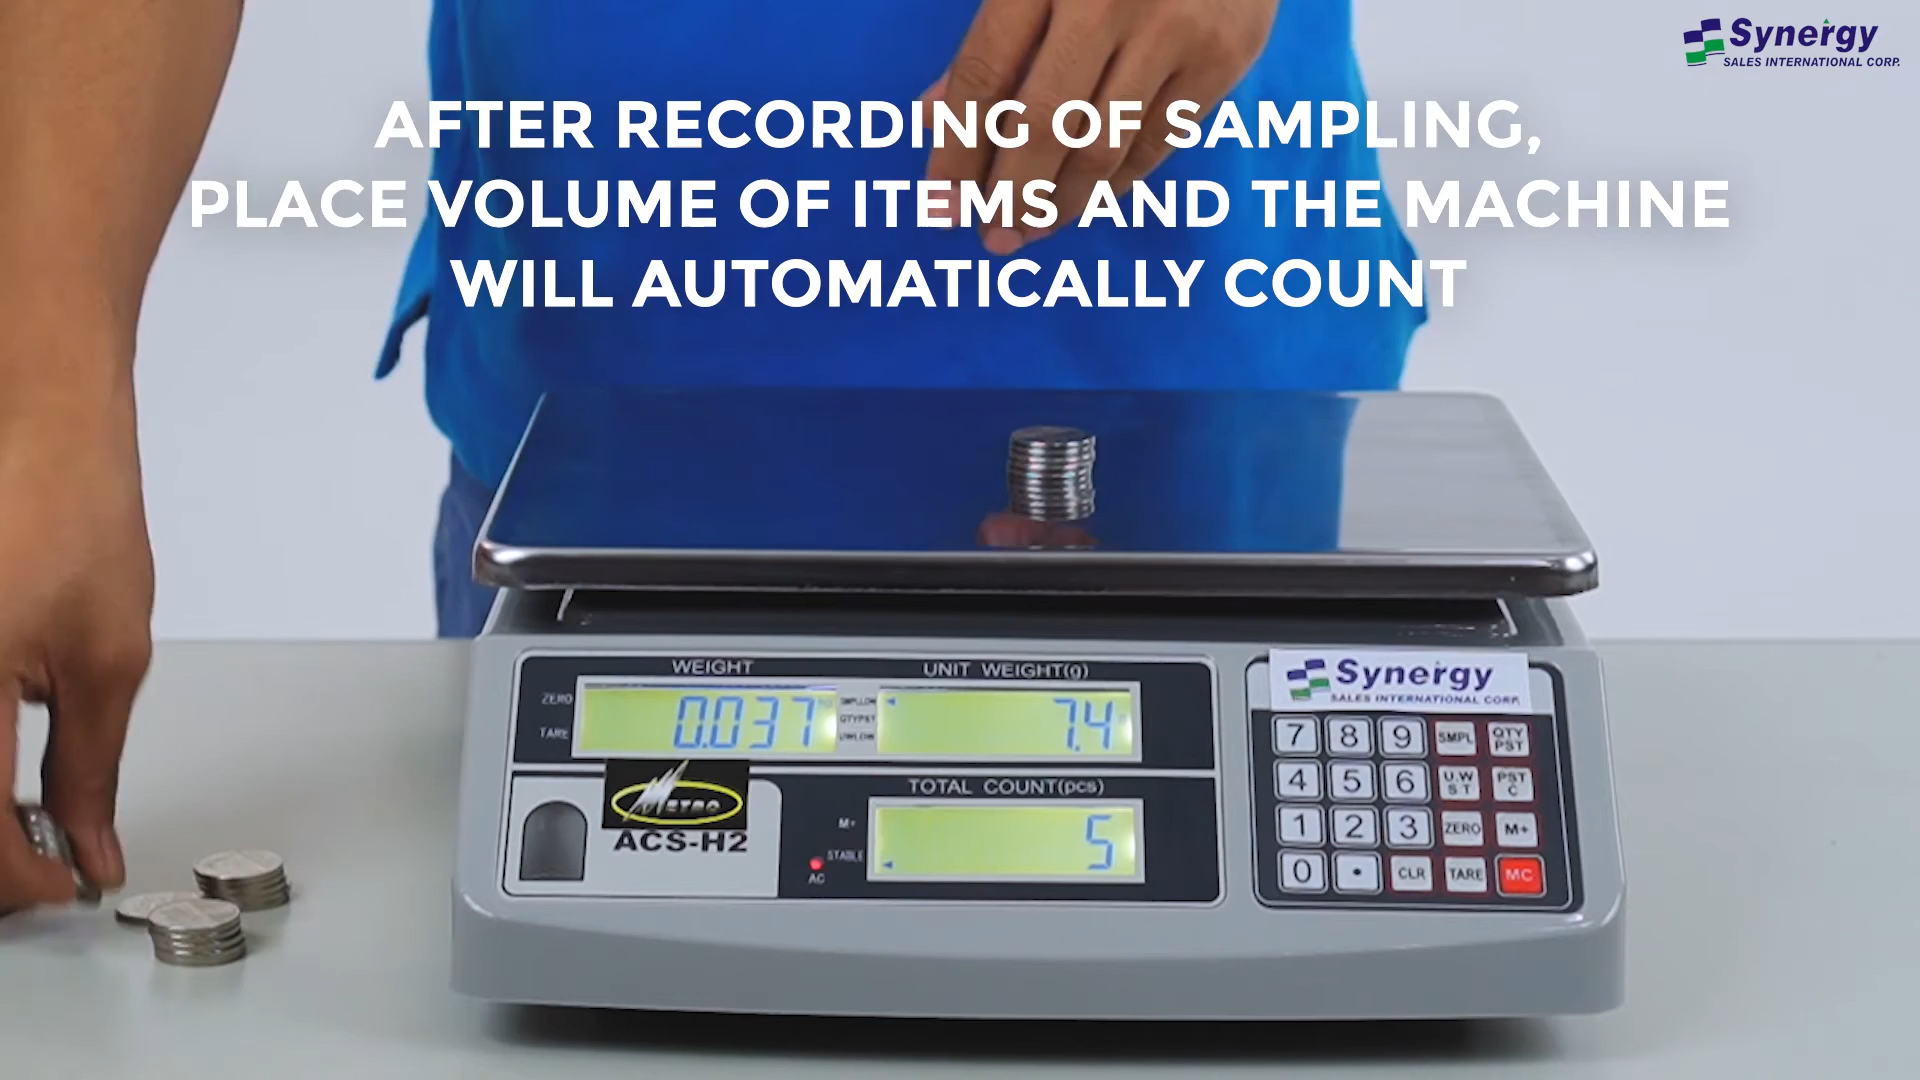 Synergy
SALES INTERNATIONAL CORP.
AFTER RECORDING OF SAMPLING,
PLACE VOLUME OF ITEMS AND THE MACHINE
WILL AUTOMATICALLY COUNT
WEIGHT
UNIT WEIGHT(g)
ZERO
TARE
0.037
7.4
METRO
ACS-H2
TOTAL COUNT(pcs)
M+
STABLE
AC
5
Synergy
SALES INTERNATIONAL CORP.
7 8 9 SMPL QTY PST
4 5 6 U.W ST PST C
1 2 3 ZERO M+
0 • CLR TARE MC